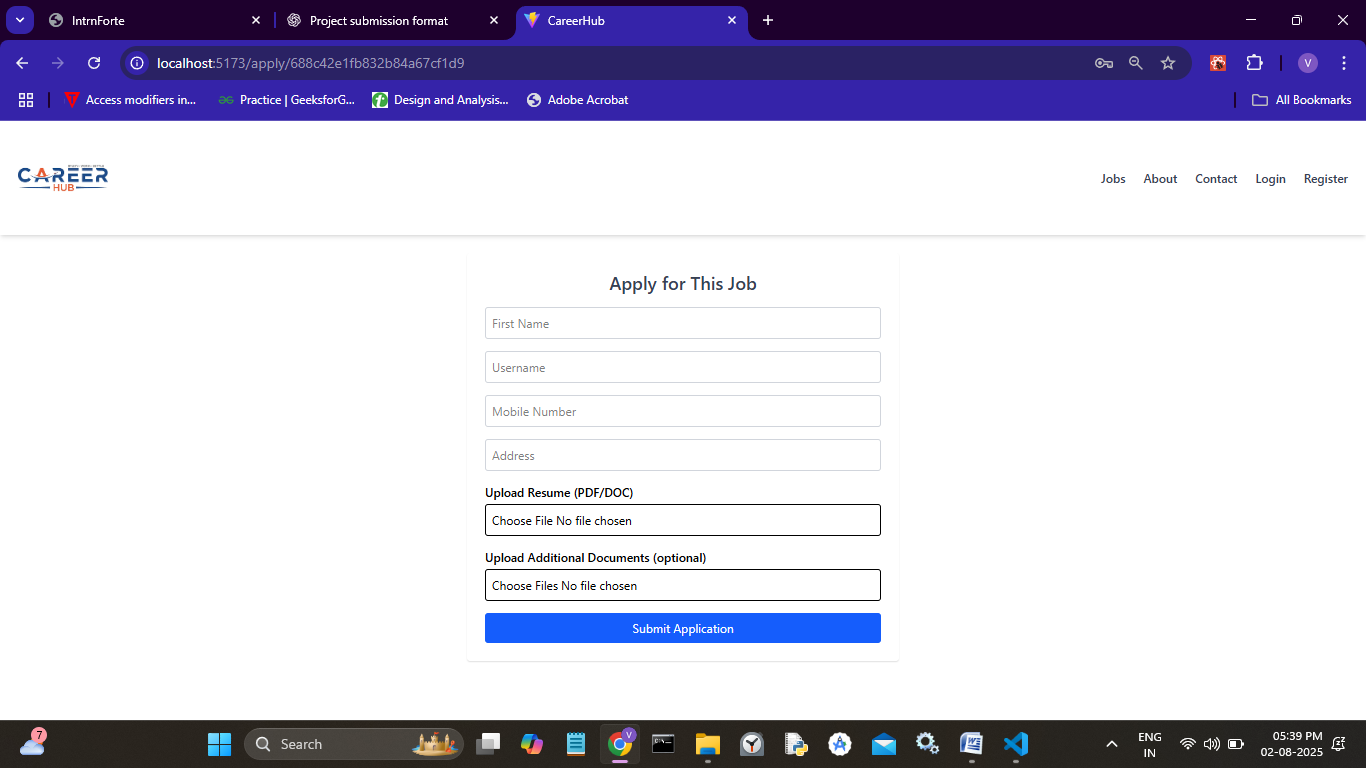 IntrnForte
Project submission format
CareerHub
localhost:5173/apply/688c42e1fb832b84a67cf1d9
V
Access modifiers in...
Practice | GeeksforG...
Design and Analysis...
Adobe Acrobat
All Bookmarks
CAREER
HUB
Jobs
About
Contact
Login
Register
Apply for This Job
First Name
Username
Mobile Number
Address
Upload Resume (PDF/DOC)
Choose File No file chosen
Upload Additional Documents (optional)
Choose Files No file chosen
Submit Application
7
Search
V
ENG
IN
05:39 PM
02-08-2025